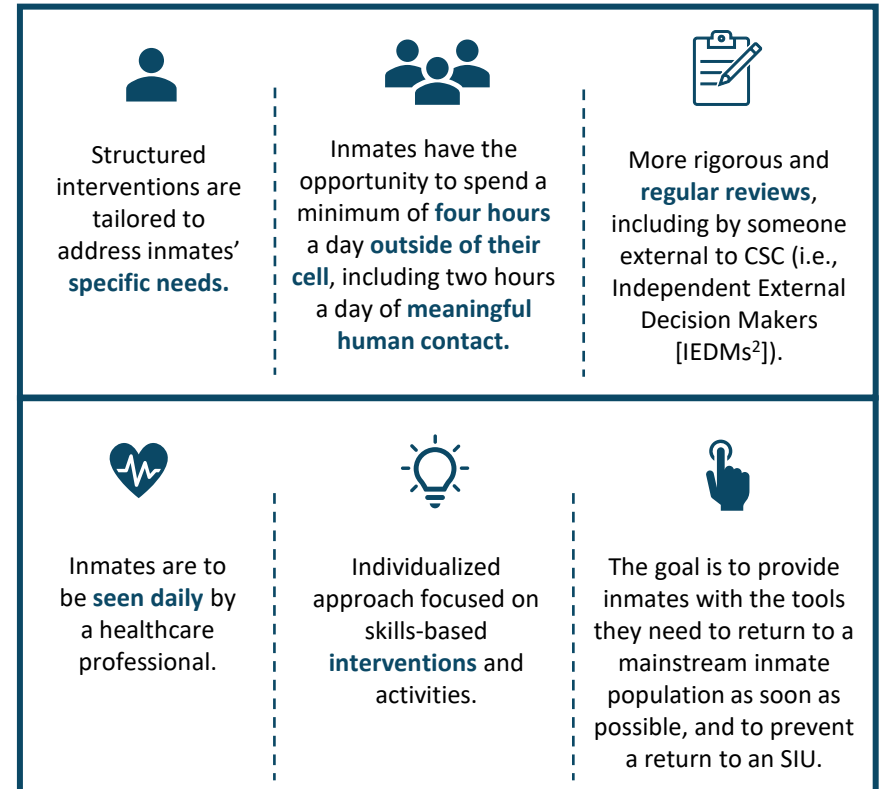 Structured
interventions are
tailored to
address inmates’
specific needs.
Inmates have the
opportunity to spend a
minimum of four hours
a day outside of their
cell, including two hours
a day of meaningful
human contact.
More rigorous and
regular reviews,
including by someone
external to CSC (i.e.,
Independent External
Decision Makers
[IEDMs²]).
Inmates are to
be seen daily by
a healthcare
professional.
Individualized
approach focused on
skills-based
interventions and
activities.
The goal is to provide
inmates with the tools
they need to return to a
mainstream inmate
population as soon as
possible, and to prevent
a return to an SIU.